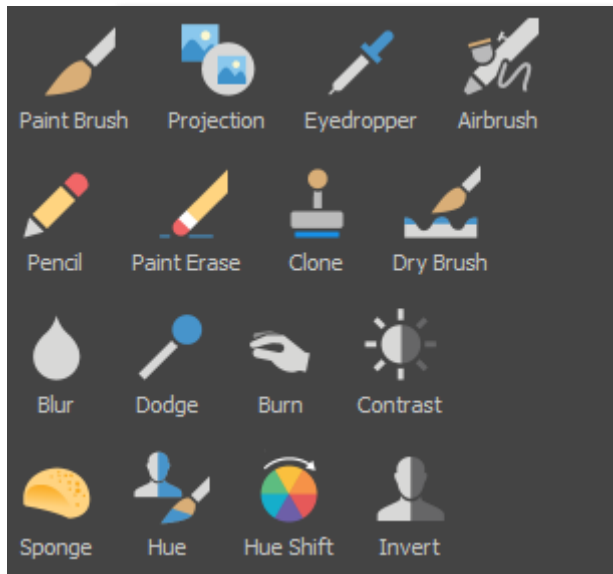 Paint Brush Projection Eyedropper Airbrush
Pencil Paint Erase Clone Dry Brush
Blur Dodge Burn Contrast
Sponge Hue Hue Shift Invert